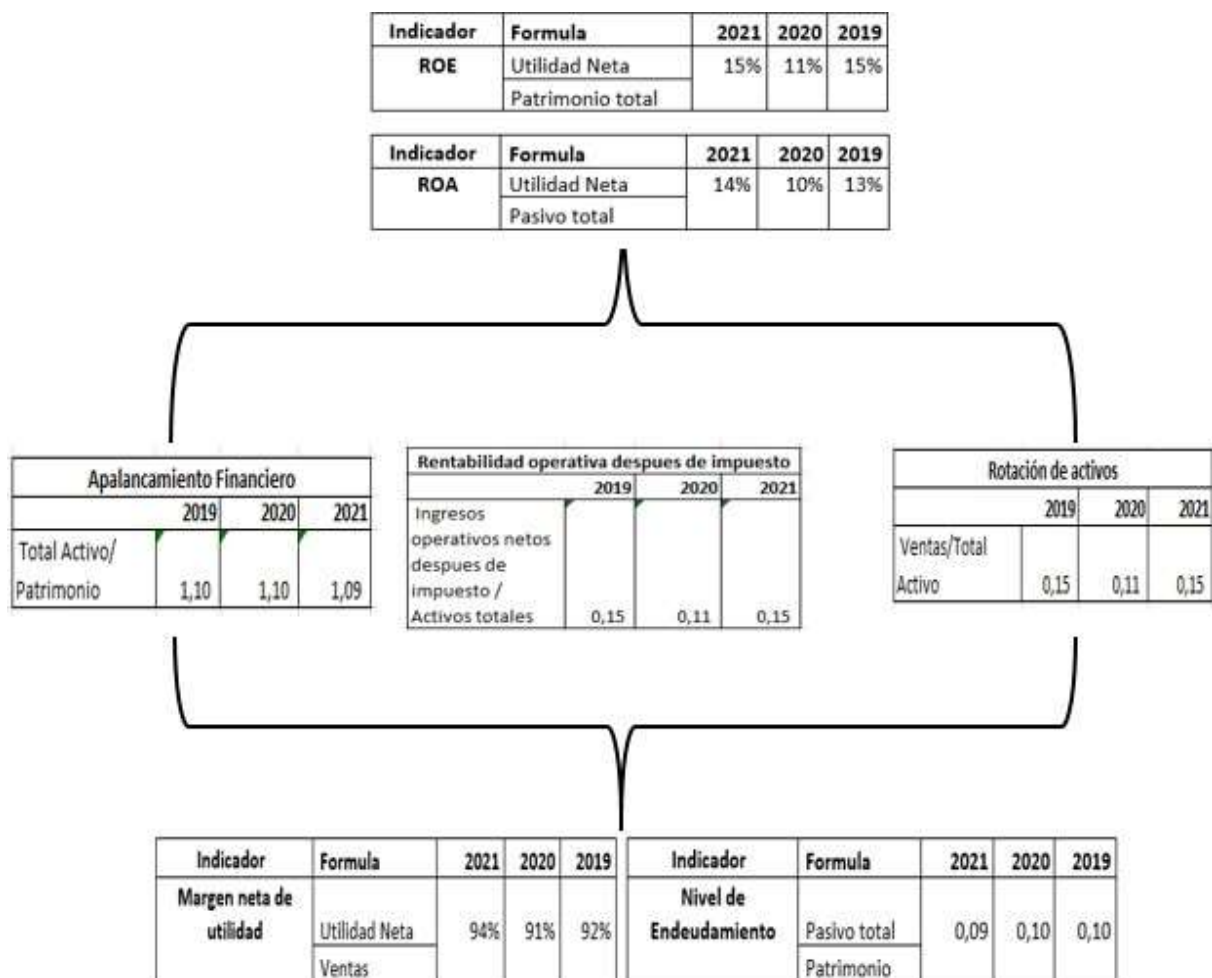 Indicador Formula 2021 2020 2019
ROE Utilidad Neta 15% 11% 15%
Patrimonio total
Indicador Formula 2021 2020 2019
ROA Utilidad Neta 14% 10% 13%
Pasivo total
Apalancamiento Financiero
2019 2020 2021
Total Activo/
Patrimonio 1,10 1,10 1,09
Rentabilidad operativa despues de impuesto
2019 2020 2021
Ingresos
operativos netos
despues de
impuesto /
Activos totales 0,15 0,11 0,15
Rotación de activos
2019 2020 2021
Ventas/Total
Activo 0,15 0,11 0,15
Indicador Formula 2021 2020 2019
Margen neta de
utilidad Utilidad Neta 94% 91% 92%
Ventas
Indicador Formula 2021 2020 2019
Nivel de
Endeudamiento Pasivo total 0,09 0,10 0,10
Patrimonio